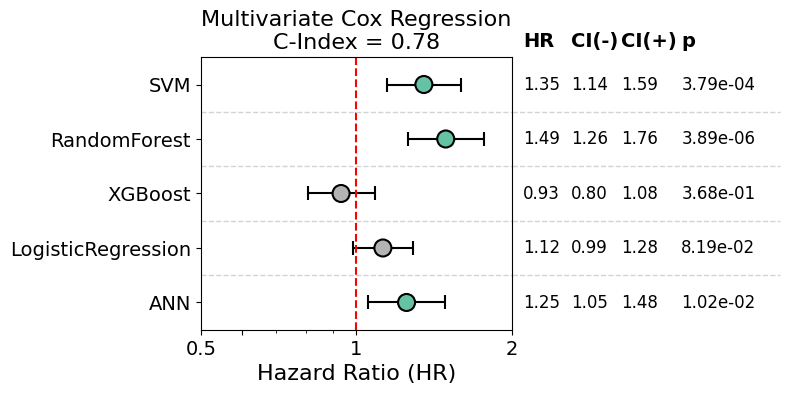 Multivariate Cox Regression
C-Index = 0.78
HR CI(-) CI(+) p
SVM 1.35 1.14 1.59 3.79e-04
RandomForest 1.49 1.26 1.76 3.89e-06
XGBoost 0.93 0.80 1.08 3.68e-01
LogisticRegression 1.12 0.99 1.28 8.19e-02
ANN 1.25 1.05 1.48 1.02e-02
0.5 1 2
Hazard Ratio (HR)